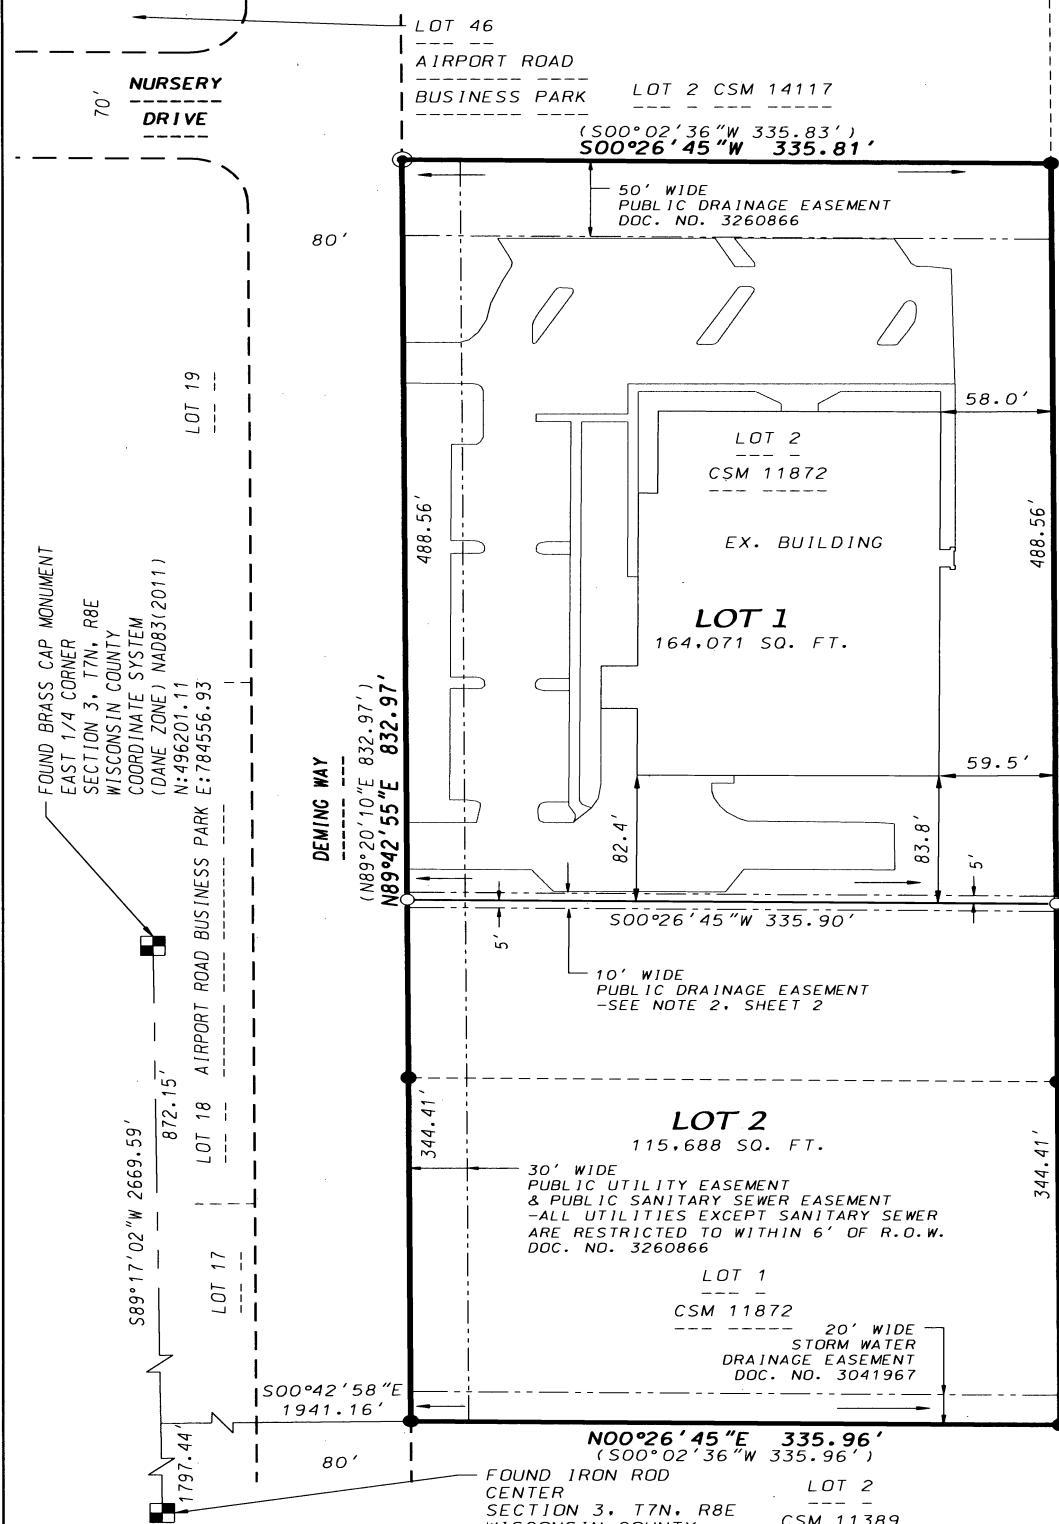 LOT 46
AIRPORT ROAD
BUSINESS PARK
LOT 2 CSM 14117
NURSERY
DRIVE
70'
(S00°02'36"W 335.83')
S00°26'45"W 335.81'
50' WIDE
PUBLIC DRAINAGE EASEMENT
DOC. NO. 3260866
80'
LOT 19
58.0'
LOT 2
CSM 11872
EX. BUILDING
488.56'
488.56'
LOT 1
164,071 SQ. FT.
FOUND BRASS CAP MONUMENT
EAST 1/4 CORNER
SECTION 3, T7N, R8E
WISCONSIN COUNTY
COORDINATE SYSTEM
(DANE ZONE) NAD83(2011)
N:496201.11
E:784556.93
DEMING WAY
(N89°20'10"E 832.97')
N89°42'55"E 832.97'
59.5'
82.4'
83.8'
5'
S00°26'45"W 335.90'
5'
10' WIDE
PUBLIC DRAINAGE EASEMENT
-SEE NOTE 2, SHEET 2
LOT 18 AIRPORT ROAD BUSINESS PARK
S89°17'02"W 2669.59'
872.15'
344.41'
344.41'
LOT 2
115,688 SQ. FT.
30' WIDE
PUBLIC UTILITY EASEMENT
& PUBLIC SANITARY SEWER EASEMENT
-ALL UTILITIES EXCEPT SANITARY SEWER
ARE RESTRICTED TO WITHIN 6' OF R.O.W.
DOC. NO. 3260866
LOT 17
LOT 1
CSM 11872
20' WIDE
STORM WATER
DRAINAGE EASEMENT
DOC. NO. 3041967
S00°42'58"E
1941.16'
1797.44'
80'
N00°26'45"E 335.96'
(S00°02'36"W 335.96')
FOUND IRON ROD
CENTER
SECTION 3, T7N, R8E
WISCONSIN COUNTY
LOT 2
CSM 11389